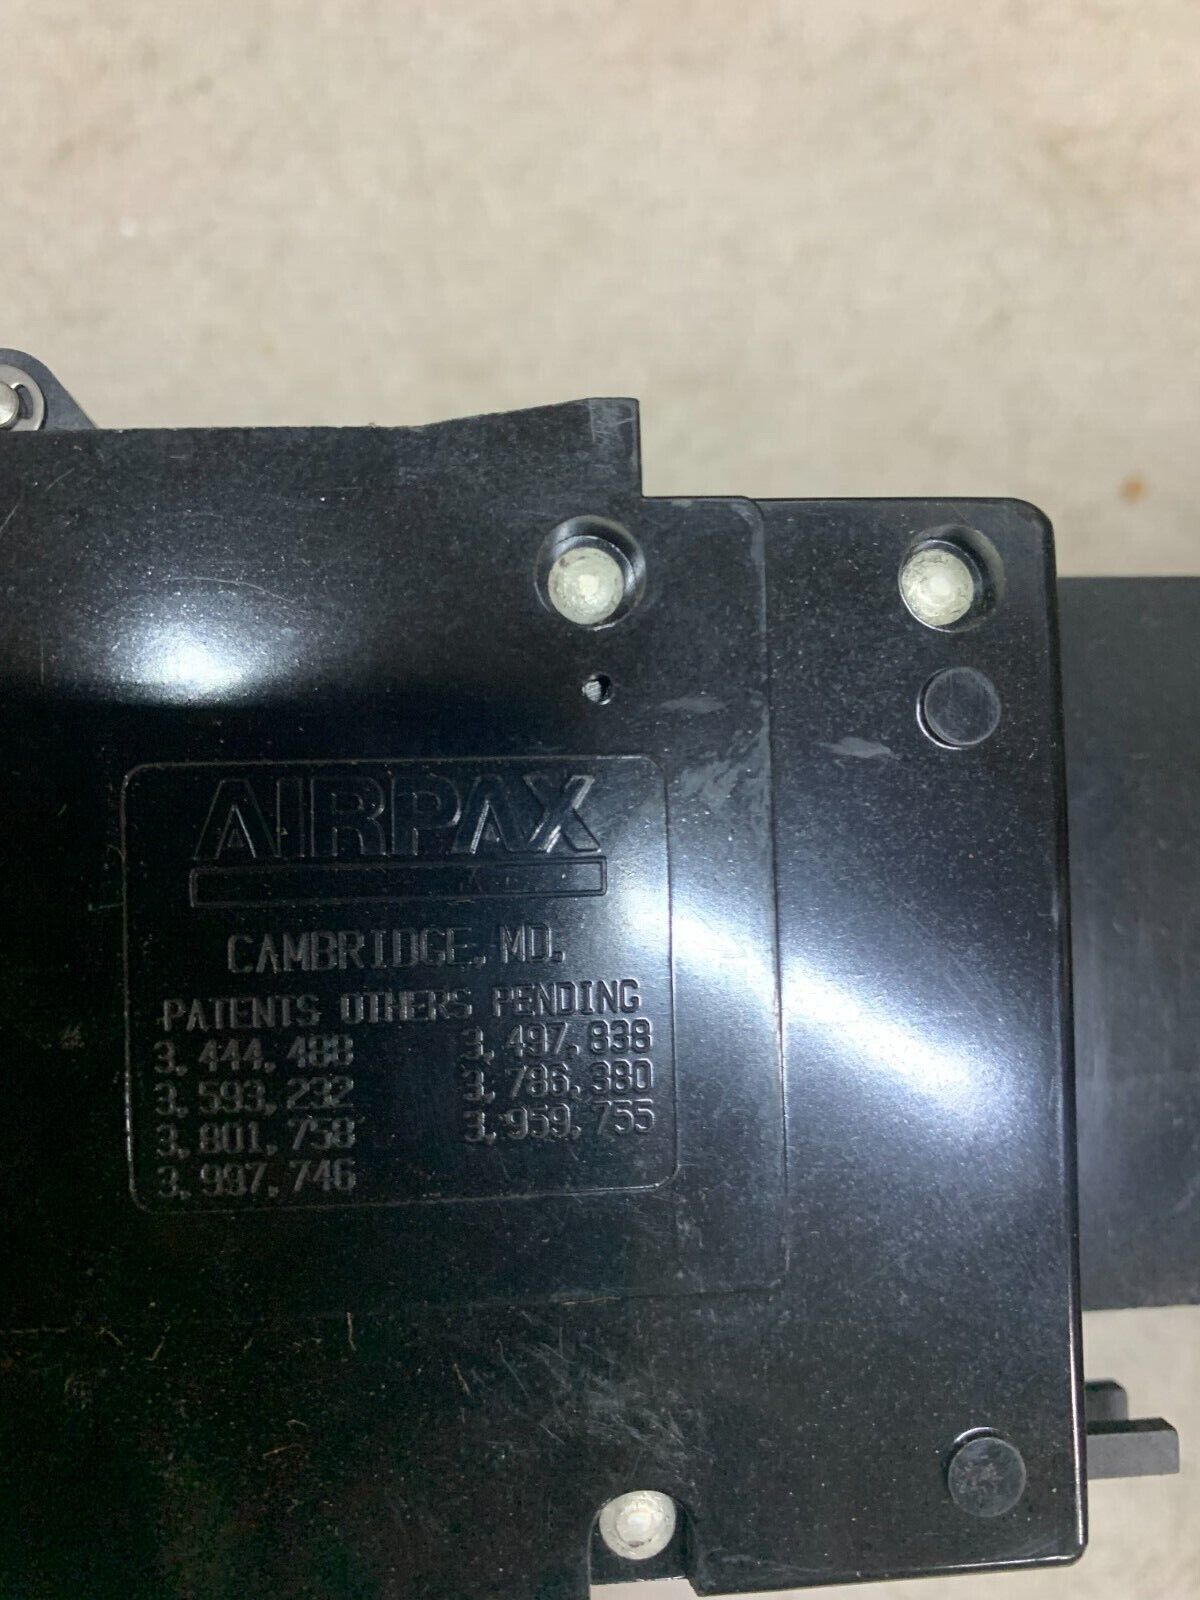 AIRPAX
CAMBRIDGE, MD.
PATENTS OTHERS PENDING
3,444,488 3,497,838
3,593,232 3,786,380
3,801,758 3,959,755
3,997,746